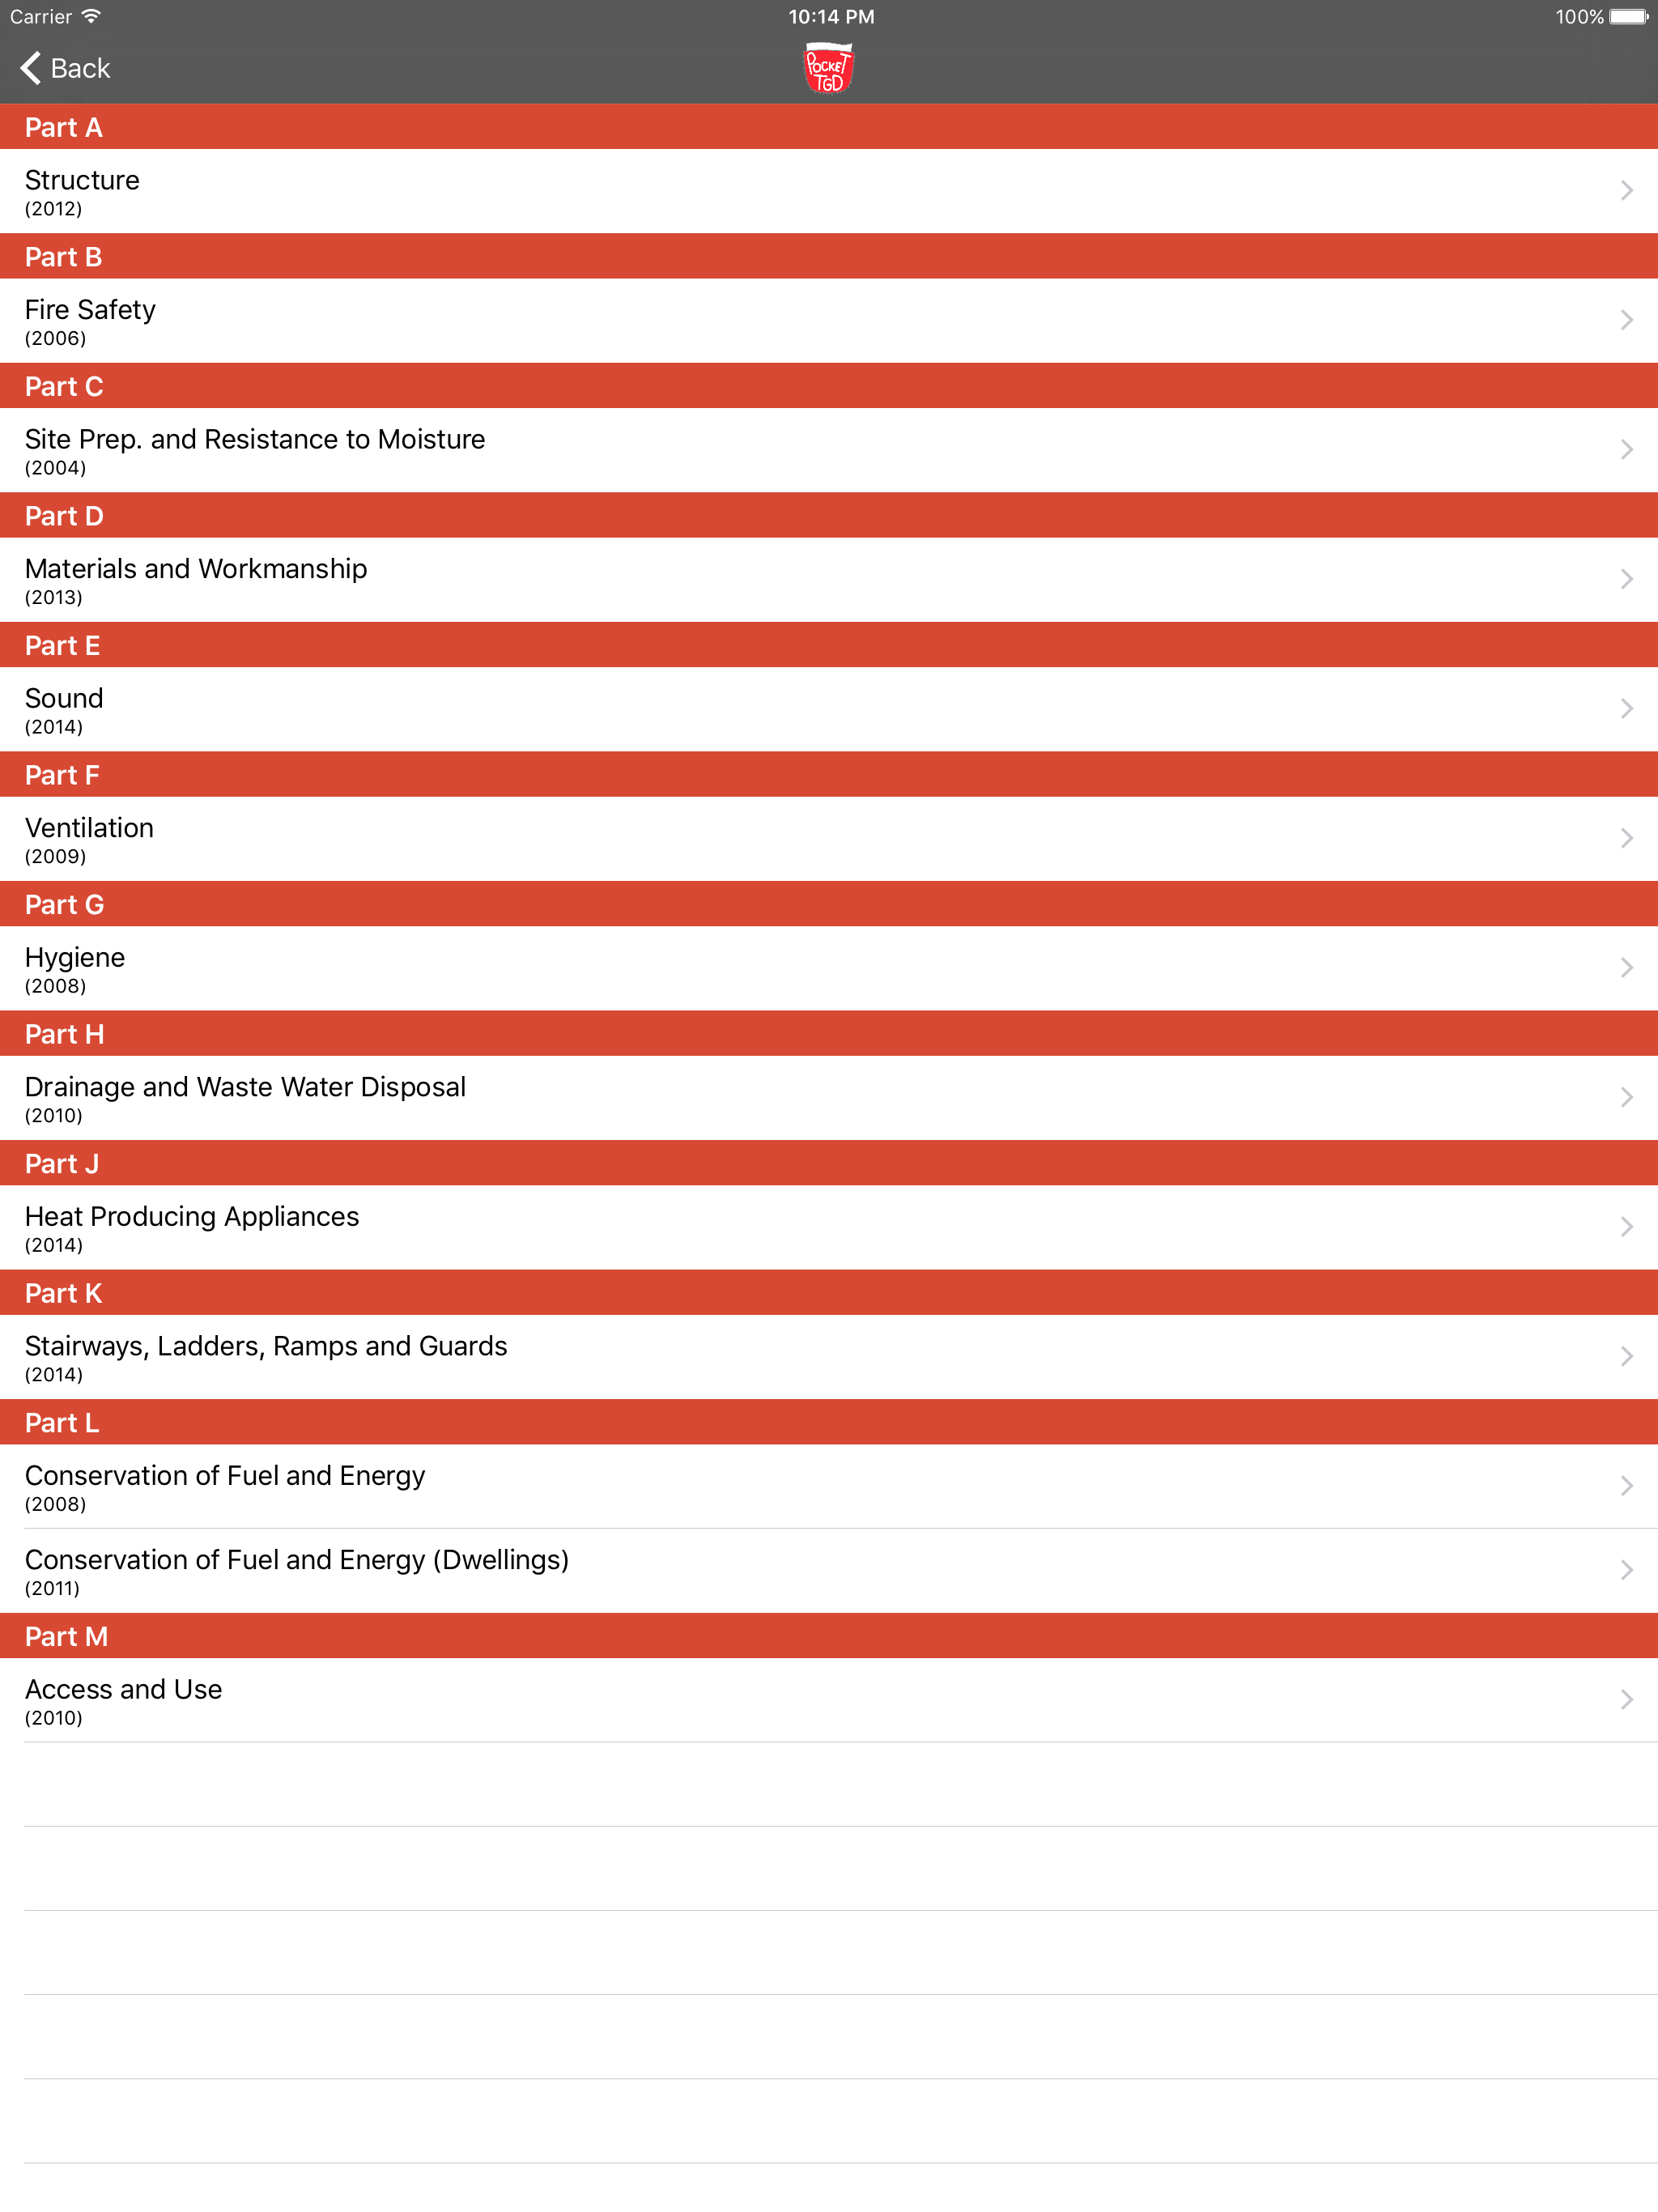 Carrier 10:14 PM 100%
Back
POCKET
TGD
Part A
Structure
(2012)
Part B
Fire Safety
(2006)
Part C
Site Prep. and Resistance to Moisture
(2004)
Part D
Materials and Workmanship
(2013)
Part E
Sound
(2014)
Part F
Ventilation
(2009)
Part G
Hygiene
(2008)
Part H
Drainage and Waste Water Disposal
(2010)
Part J
Heat Producing Appliances
(2014)
Part K
Stairways, Ladders, Ramps and Guards
(2014)
Part L
Conservation of Fuel and Energy
(2008)
Conservation of Fuel and Energy (Dwellings)
(2011)
Part M
Access and Use
(2010)